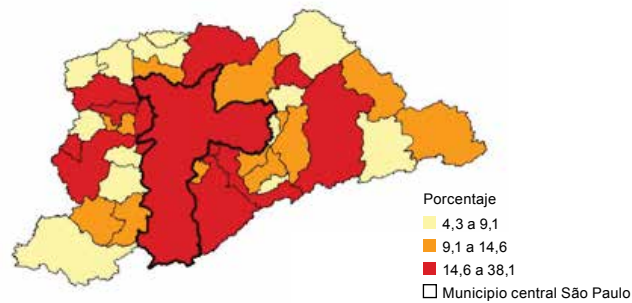 Porcentaje
4,3 a 9,1
9,1 a 14,6
14,6 a 38,1
Municipio central São Paulo